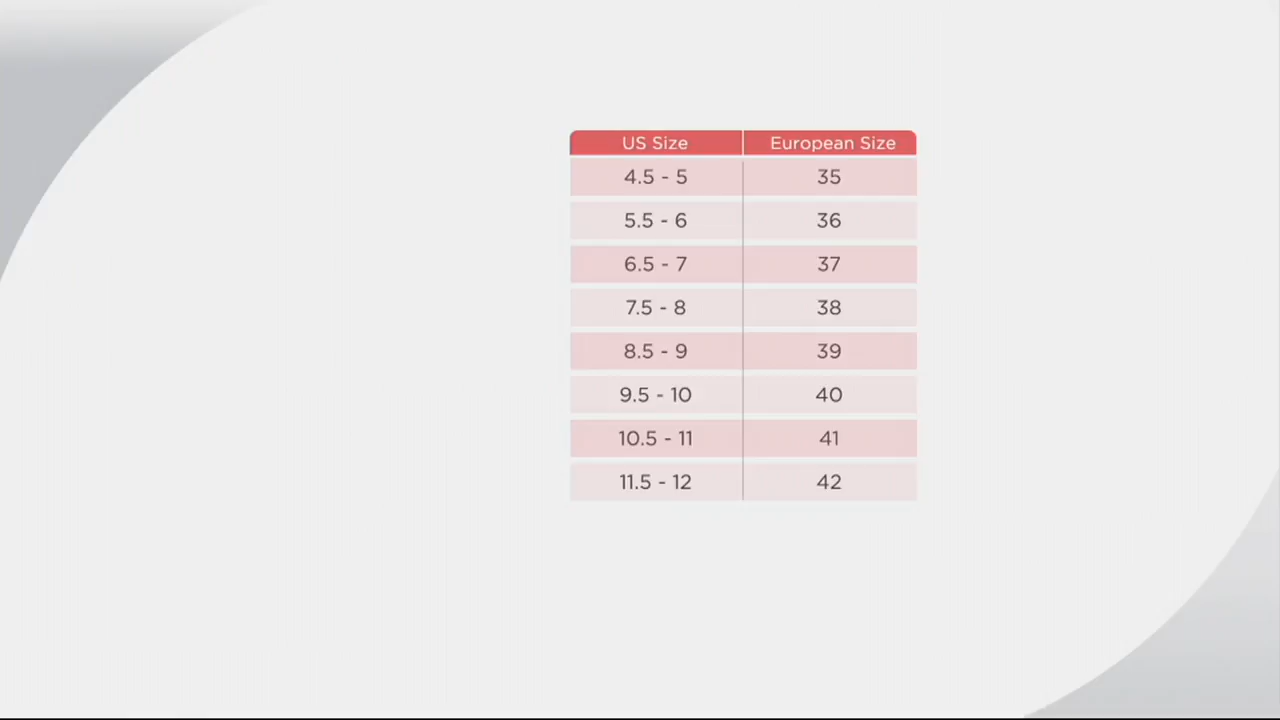 US Size European Size
4.5 - 5 35
5.5 - 6 36
6.5 - 7 37
7.5 - 8 38
8.5 - 9 39
9.5 - 10 40
10.5 - 11 41
11.5 - 12 42